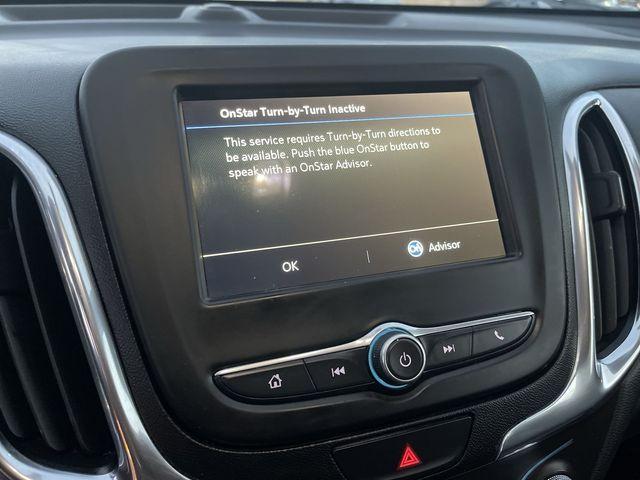 OnStar Turn-by-Turn Inactive
This service requires Turn-by-Turn directions to
be available. Push the blue OnStar button to
speak with an OnStar Advisor.
OK
On Advisor